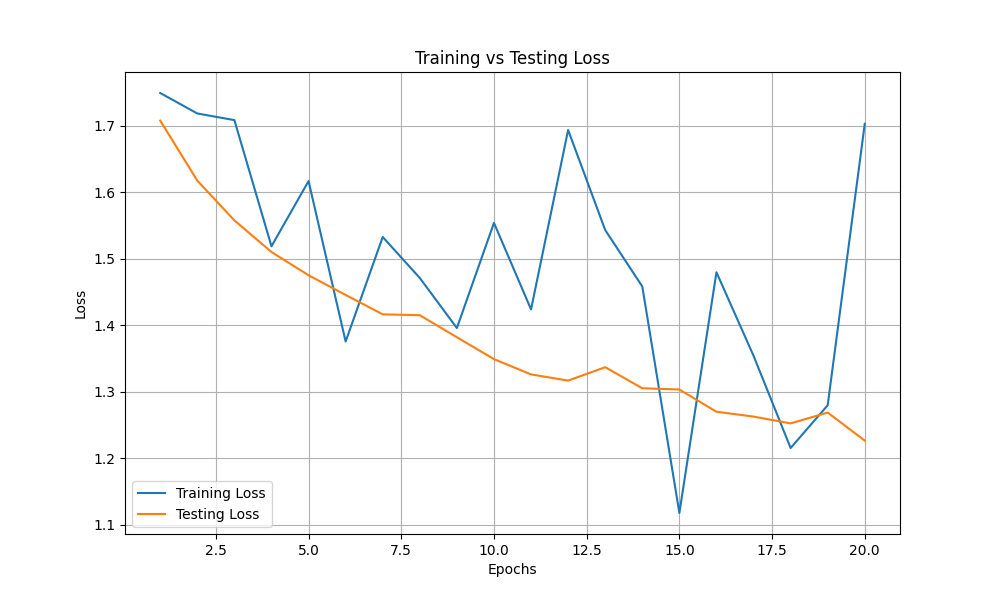 Training vs Testing Loss
Loss
1.7
1.6
1.5
1.4
1.3
1.2
1.1
Training Loss
Testing Loss
2.5 5.0 7.5 10.0 12.5 15.0 17.5 20.0
Epochs